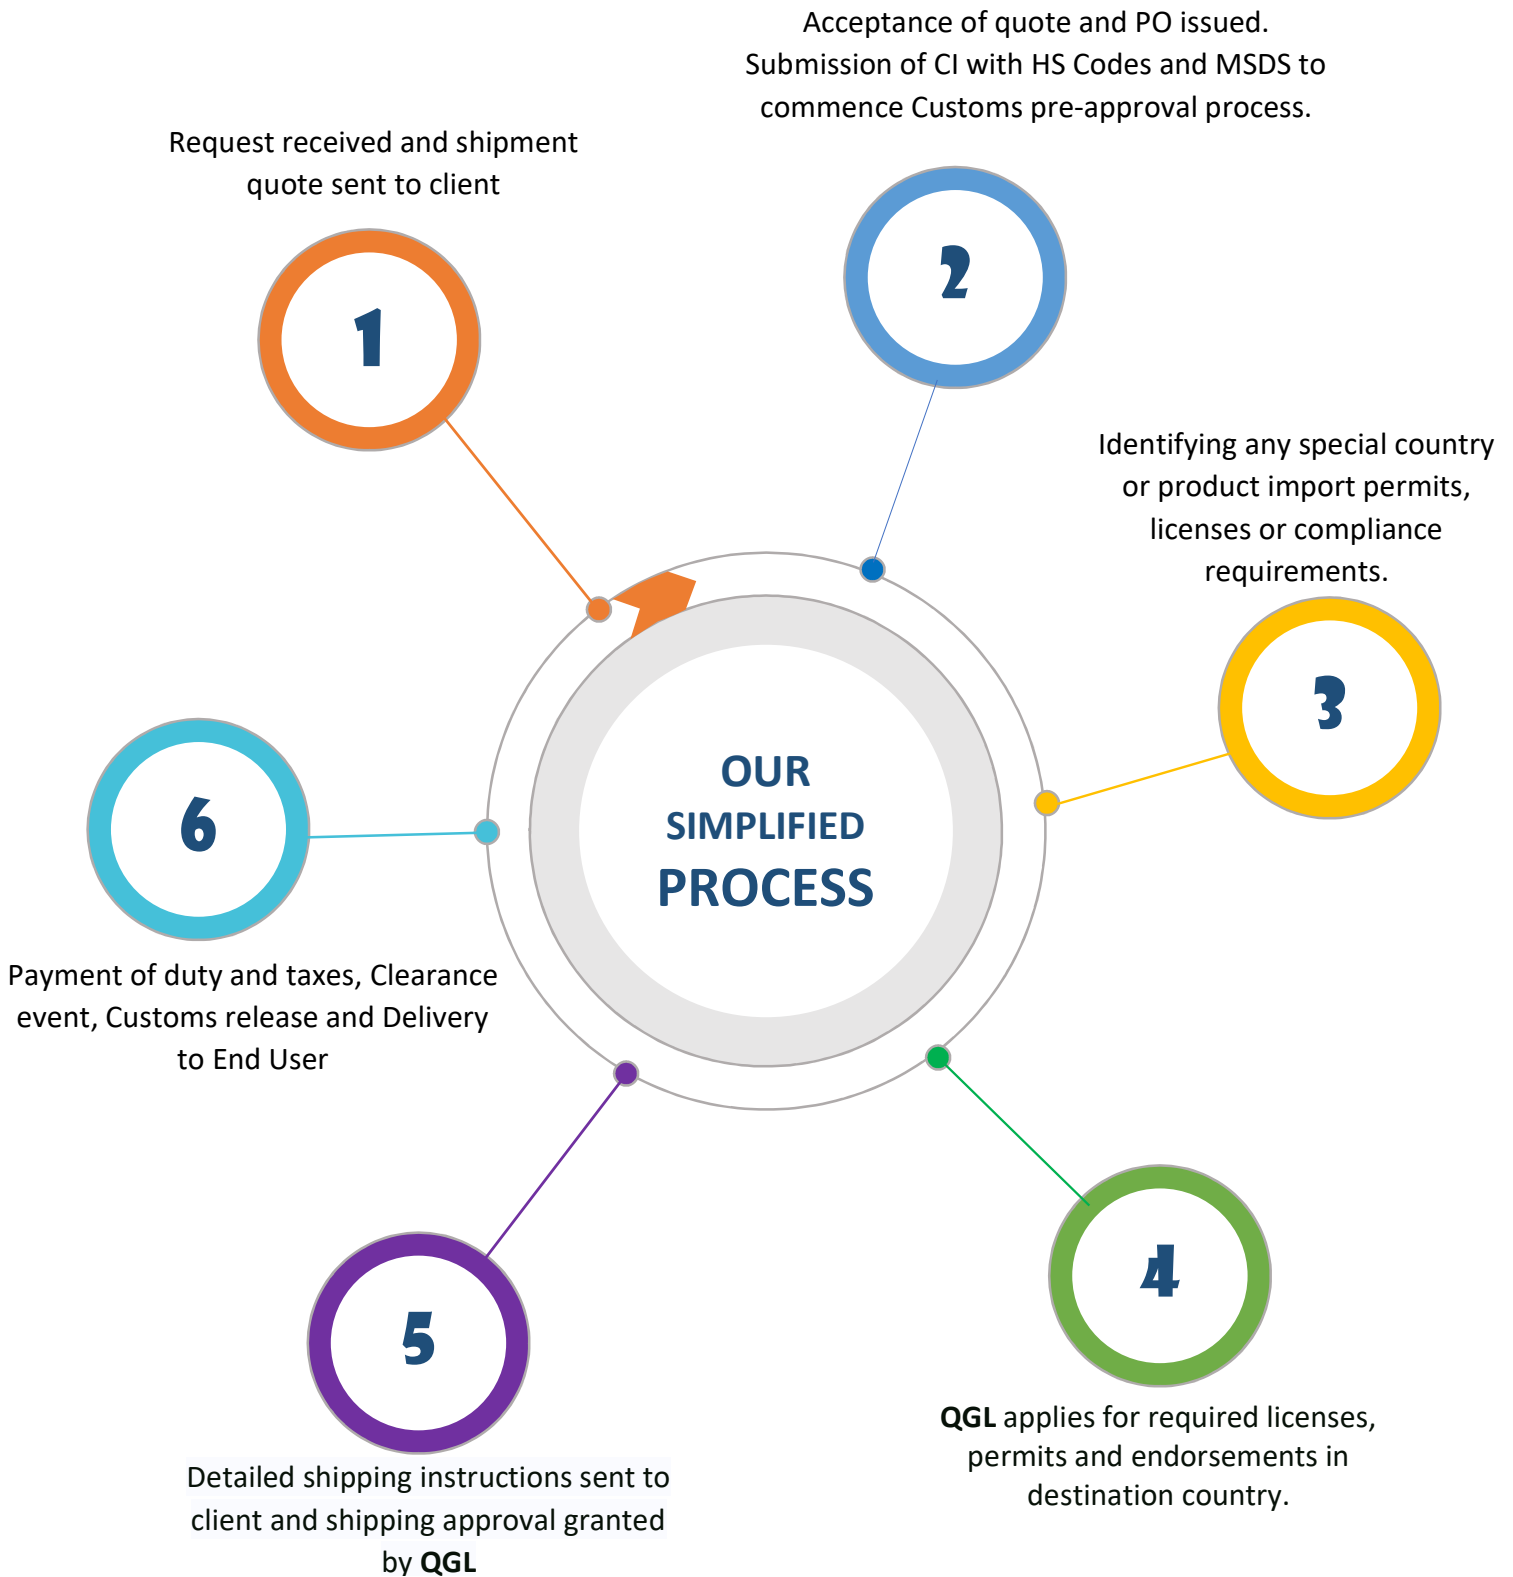 Request received and shipment
quote sent to client
1
Acceptance of quote and PO issued.
Submission of CI with HS Codes and MSDS to
commence Customs pre-approval process.
2
Identifying any special country
or product import permits,
licenses or compliance
requirements.
3
OUR
SIMPLIFIED
PROCESS
4
QGL applies for required licenses,
permits and endorsements in
destination country.
5
Detailed shipping instructions sent to
client and shipping approval granted
by QGL
6
Payment of duty and taxes, Clearance
event, Customs release and Delivery
to End User